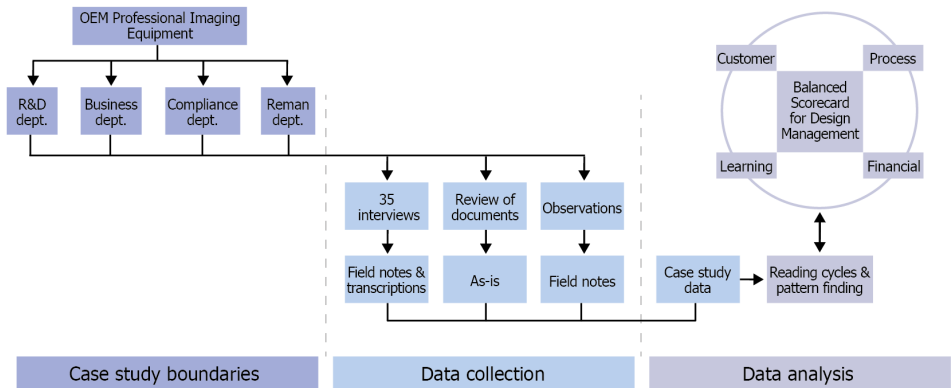 OEM Professional Imaging
Equipment
R&D
dept.
Business
dept.
Compliance
dept.
Reman
dept.
35
interviews
Review of
documents
Observations
Field notes &
transcriptions
As-is
Field notes
Case study
data
Reading cycles &
pattern finding
Customer
Process
Balanced
Scorecard
for Design
Management
Learning
Financial
Case study boundaries
Data collection
Data analysis